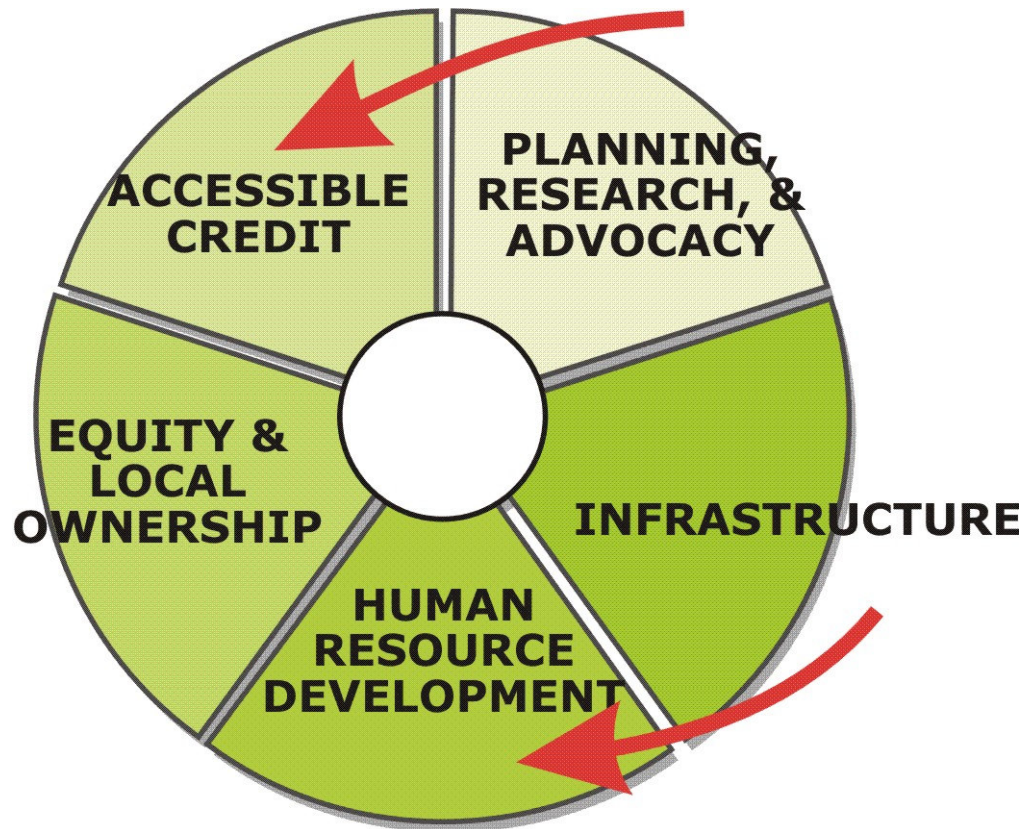 ACCESSIBLE
CREDIT
PLANNING,
RESEARCH, &
ADVOCACY
EQUITY &
LOCAL
OWNERSHIP
INFRASTRUCTURE
HUMAN
RESOURCE
DEVELOPMENT